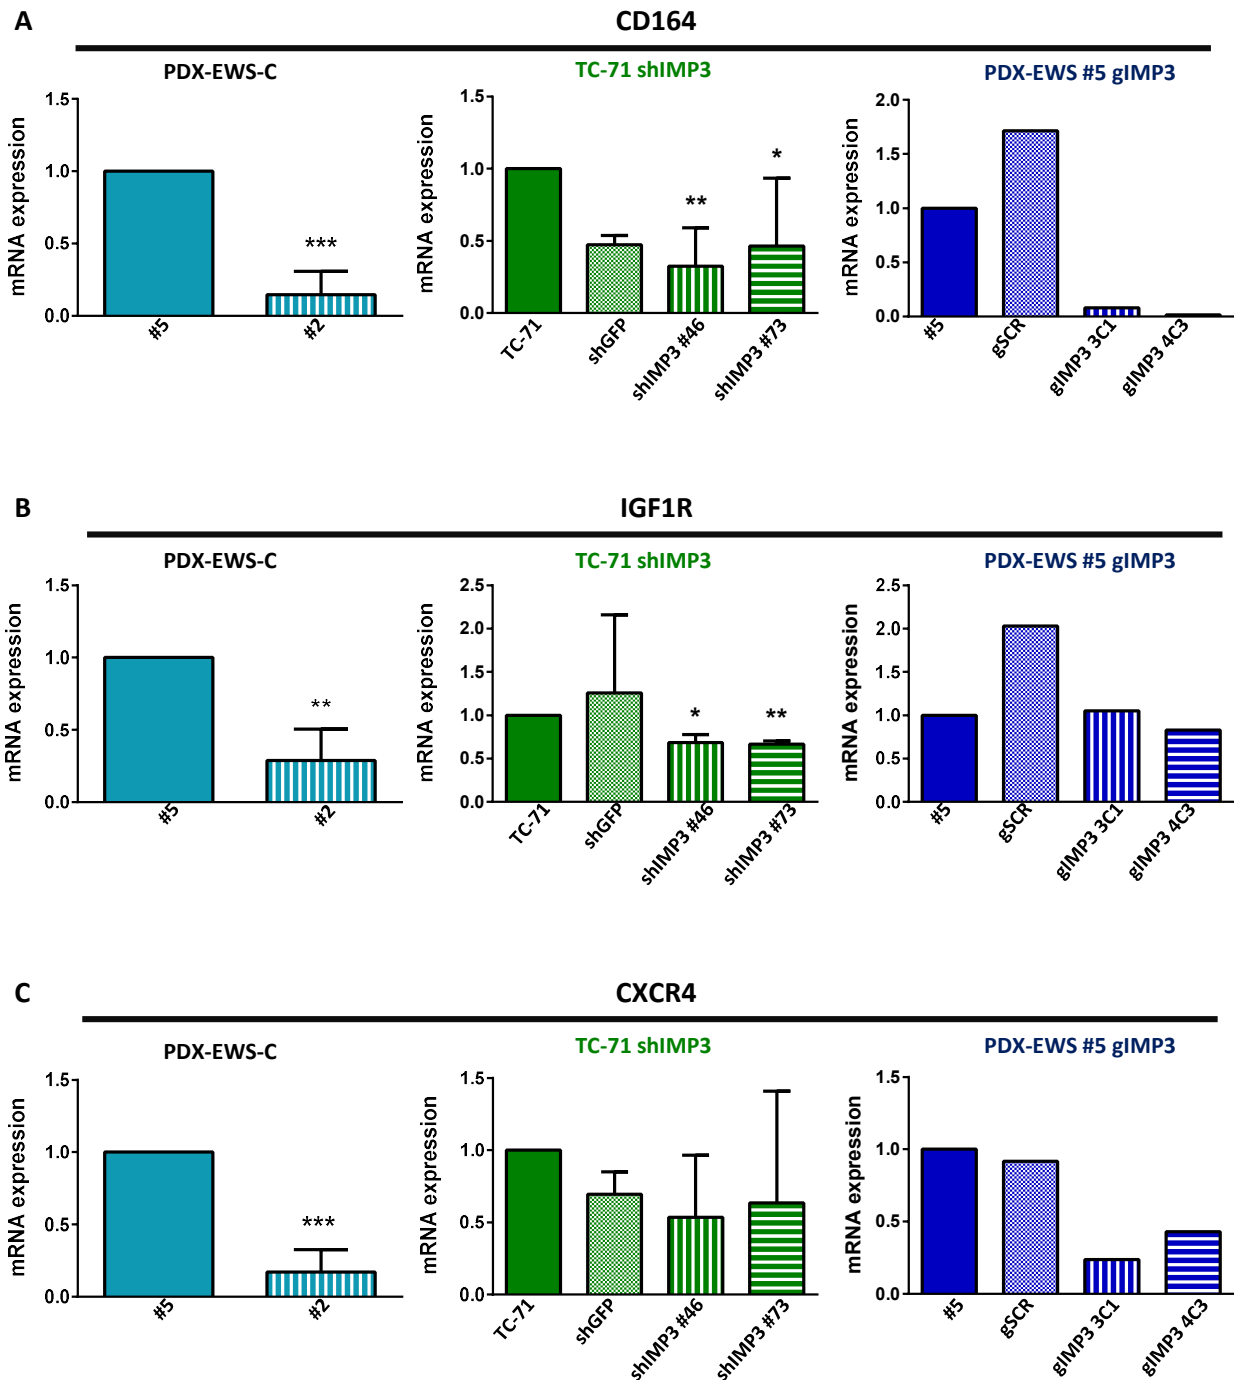 A
CD164
PDX-EWS-C
TC-71 shIMP3
PDX-EWS #5 gIMP3
mRNA expression
1.5
1.0
0.5
0.0
***
#5
#2
mRNA expression
1.5
1.0
0.5
0.0
**
*
TC-71
shGFP
shIMP3 #46
shIMP3 #73
mRNA expression
2.0
1.5
1.0
0.5
0.0
#5
gSCR
gIMP3 3C1
gIMP3 4C3
B
IGF1R
PDX-EWS-C
TC-71 shIMP3
PDX-EWS #5 gIMP3
mRNA expression
1.5
1.0
0.5
0.0
**
#5
#2
mRNA expression
2.5
2.0
1.5
1.0
0.5
0.0
*
**
TC-71
shGFP
shIMP3 #46
shIMP3 #73
mRNA expression
2.5
2.0
1.5
1.0
0.5
0.0
#5
gSCR
gIMP3 3C1
gIMP3 4C3
C
CXCR4
PDX-EWS-C
TC-71 shIMP3
PDX-EWS #5 gIMP3
mRNA expression
1.5
1.0
0.5
0.0
***
#5
#2
mRNA expression
1.5
1.0
0.5
0.0
TC-71
shGFP
shIMP3 #46
shIMP3 #73
mRNA expression
1.5
1.0
0.5
0.0
#5
gSCR
gIMP3 3C1
gIMP3 4C3